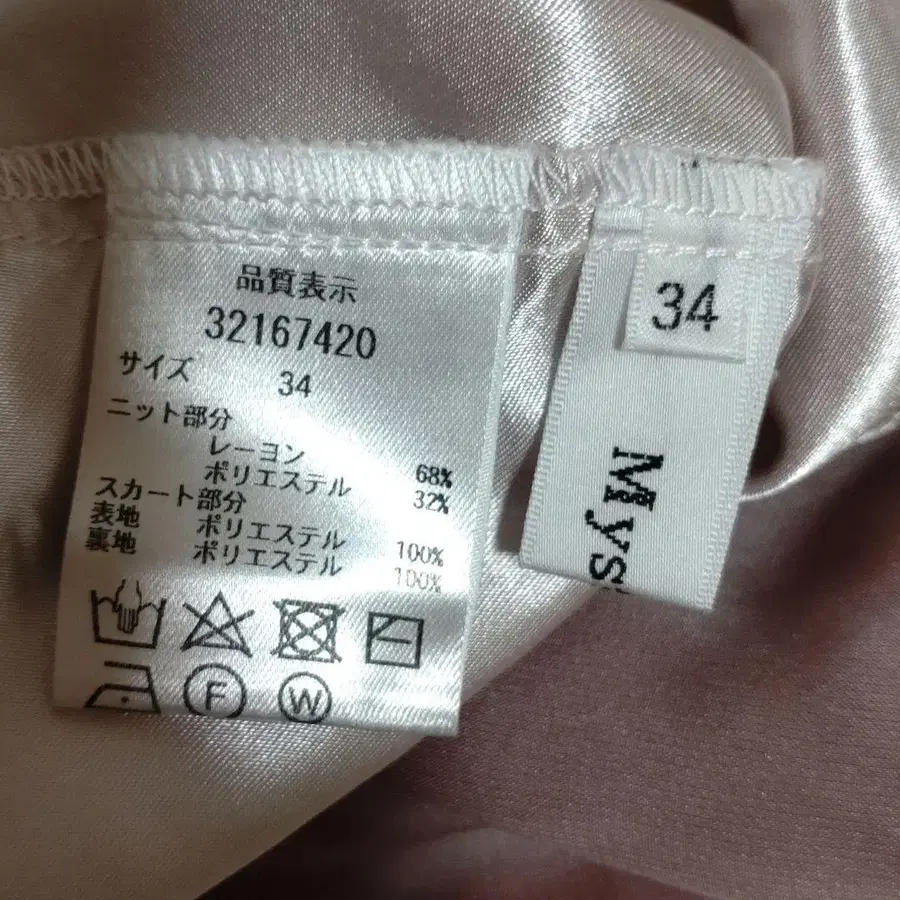 品質表示
32167420
サイズ 34
ニット部分
レーヨン 68%
ポリエステル 32%
スカート部分
表地 ポリエステル 100%
裏地 ポリエステル 100%
F W
34
Mys